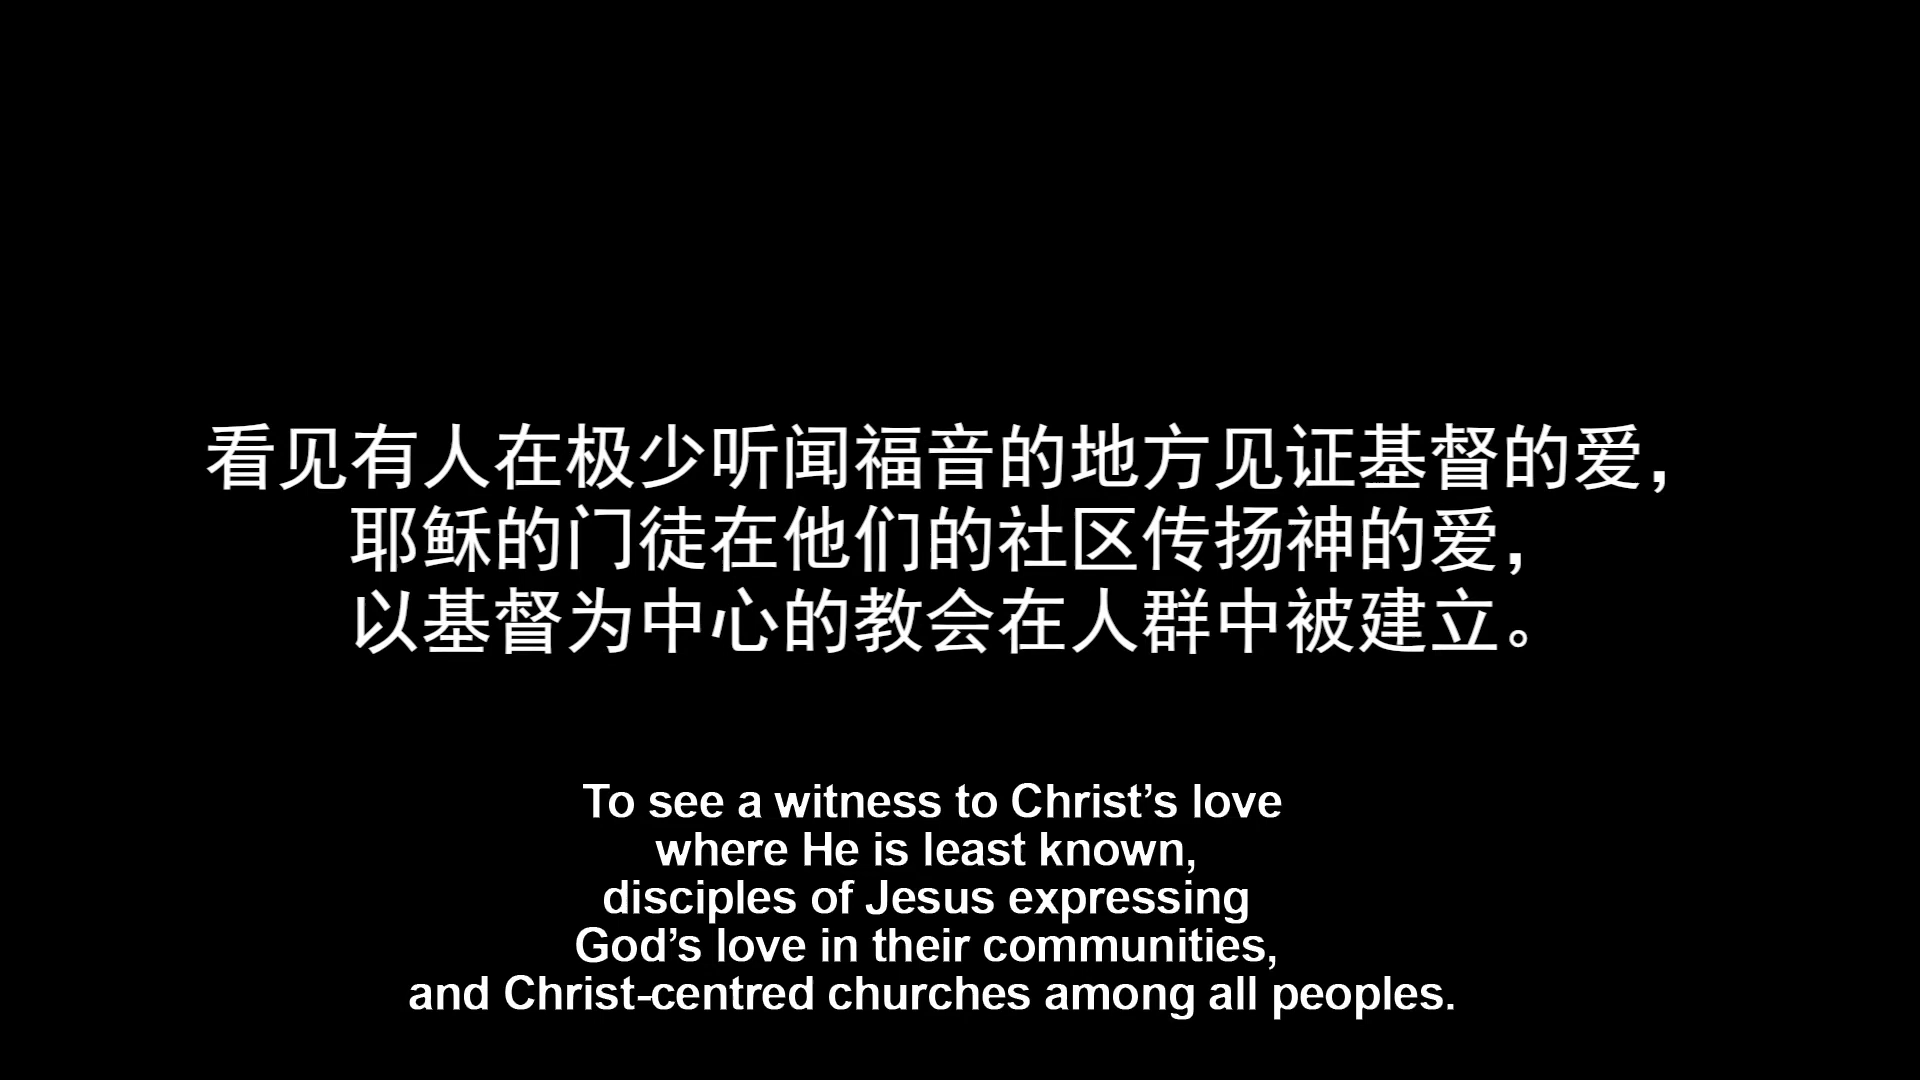 看见有人在极少听闻福音的地方见证基督的爱，
耶稣的门徒在他们的社区传扬神的爱，
以基督为中心的教会在人群中被建立。
To see a witness to Christ’s love
where He is least known,
disciples of Jesus expressing
God’s love in their communities,
and Christ-centred churches among all peoples.